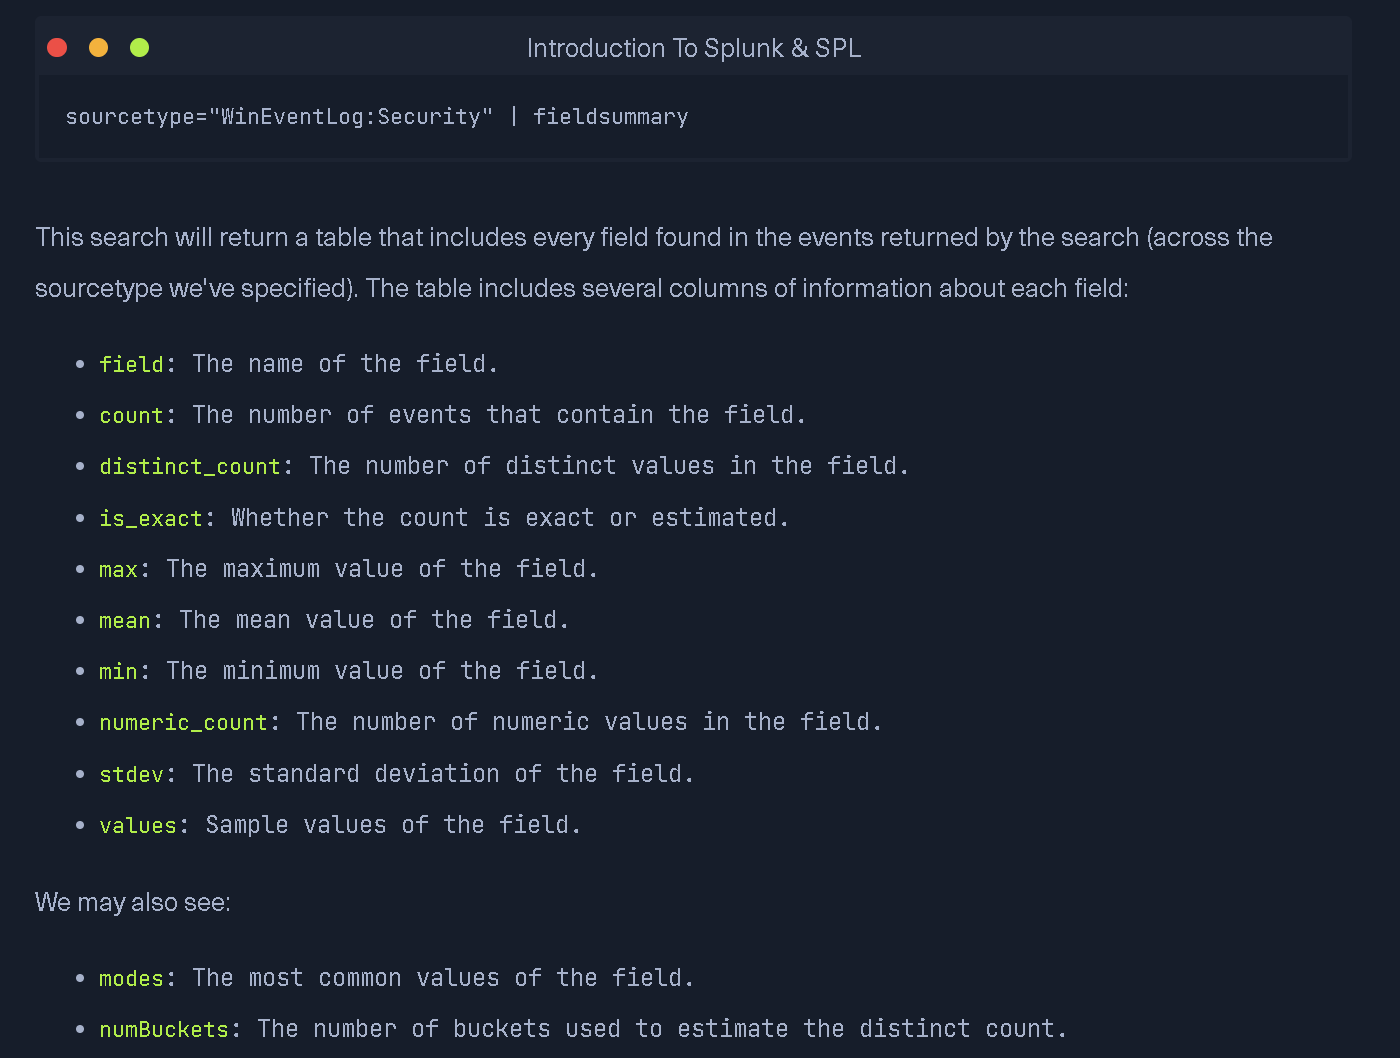 Introduction To Splunk & SPL
sourcetype="WinEventLog:Security" | fieldsummary
This search will return a table that includes every field found in the events returned by the search (across the
sourcetype we've specified). The table includes several columns of information about each field:
• field: The name of the field.
• count: The number of events that contain the field.
• distinct_count: The number of distinct values in the field.
• is_exact: Whether the count is exact or estimated.
• max: The maximum value of the field.
• mean: The mean value of the field.
• min: The minimum value of the field.
• numeric_count: The number of numeric values in the field.
• stdev: The standard deviation of the field.
• values: Sample values of the field.
We may also see:
• modes: The most common values of the field.
• numBuckets: The number of buckets used to estimate the distinct count.